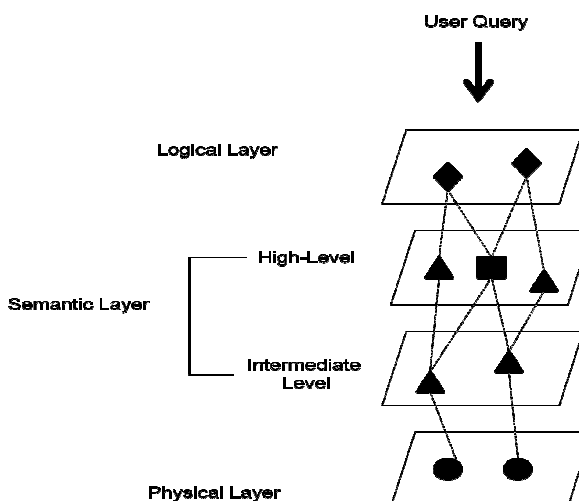 User Query
Logical Layer
High-Level
Semantic Layer
Intermediate
Level
Physical Layer